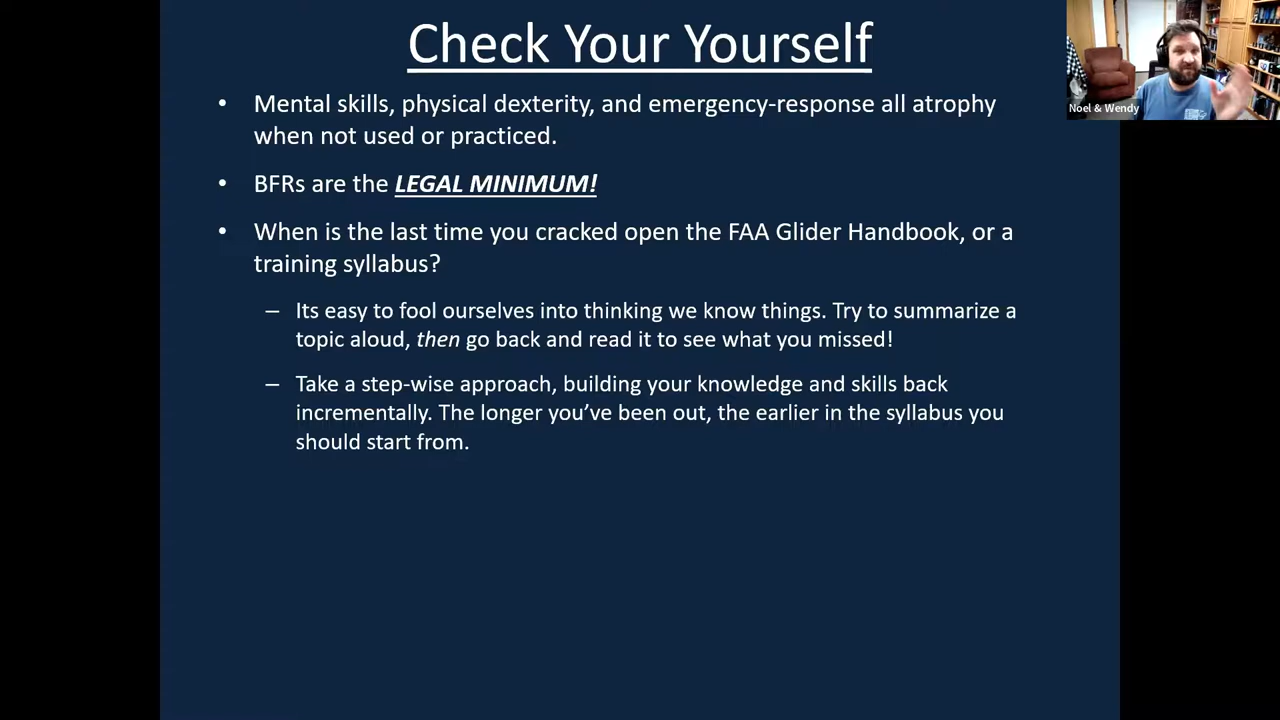 Check Your Yourself
• Mental skills, physical dexterity, and emergency-response all atrophy
when not used or practiced.
• BFRs are the LEGAL MINIMUM!
• When is the last time you cracked open the FAA Glider Handbook, or a
training syllabus?
– Its easy to fool ourselves into thinking we know things. Try to summarize a
topic aloud, then go back and read it to see what you missed!
– Take a step-wise approach, building your knowledge and skills back
incrementally. The longer you’ve been out, the earlier in the syllabus you
should start from.
Noel & Wendy